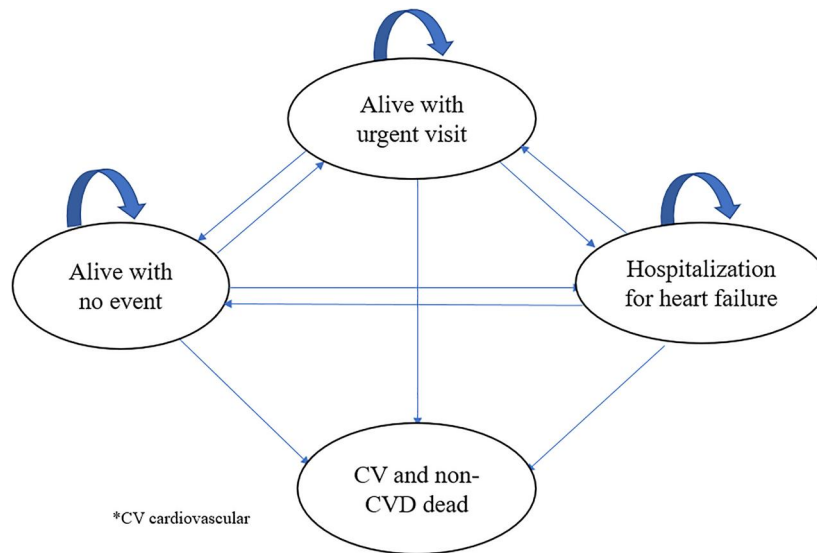 Alive with
urgent visit
Alive with
no event
Hospitalization
for heart failure
CV and non-
CVD dead
*CV cardiovascular